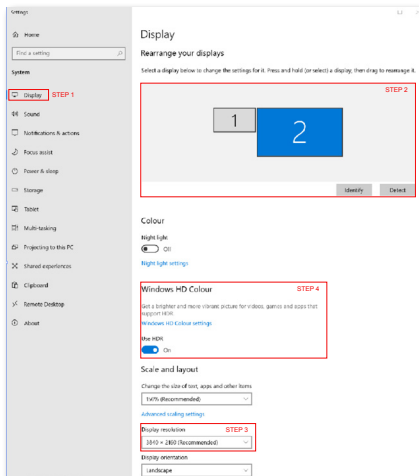 Settings
Home
Find a setting
System
Display STEP 1
Sound
Notifications & actions
Focus assist
Power & sleep
Storage
Tablet
Multi-tasking
Projecting to this PC
Shared experiences
Clipboard
Remote Desktop
About
Display
Rearrange your displays
Select a display below to change the settings for it. Press and hold (or select) a display, then drag to rearrange it.
STEP 2
1 2
Identify Detect
Colour
Night light
Off
Night light settings
Windows HD Colour STEP 4
Get a brighter and more vibrant picture for videos, games and apps that
support HDR.
Windows HD Colour settings
Use HDR
On
Scale and layout
Change the size of text, apps and other items
150% (Recommended)
Advanced scaling settings
Display resolution STEP 3
3840 × 2160 (Recommended)
Display orientation
Landscape